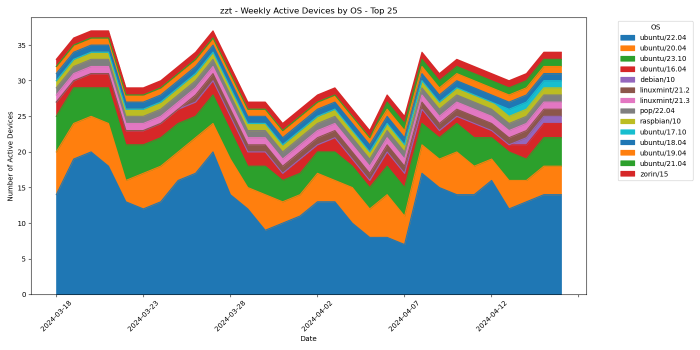 zzt - Weekly Active Devices by OS - Top 25
Number of Active Devices
35
30
25
20
15
10
5
0
2024-03-18
2024-03-23
2024-03-28
2024-04-02
2024-04-07
2024-04-12
Date
OS
ubuntu/22.04
ubuntu/20.04
ubuntu/23.10
ubuntu/16.04
debian/10
linuxmint/21.2
linuxmint/21.3
pop/22.04
raspbian/10
ubuntu/17.10
ubuntu/18.04
ubuntu/19.04
ubuntu/21.04
zorin/15